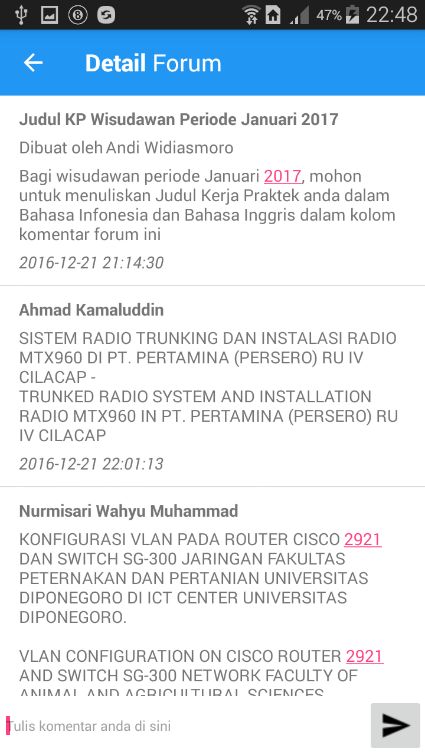 47% 22:48
Detail Forum
Judul KP Wisudawan Periode Januari 2017
Dibuat oleh Andi Widiasmoro
Bagi wisudawan periode Januari 2017, mohon
untuk menuliskan Judul Kerja Praktek anda dalam
Bahasa Infonesia dan Bahasa Inggris dalam kolom
komentar forum ini
2016-12-21 21:14:30
Ahmad Kamaluddin
SISTEM RADIO TRUNKING DAN INSTALASI RADIO
MTX960 DI PT. PERTAMINA (PERSERO) RU IV
CILACAP -
TRUNKED RADIO SYSTEM AND INSTALLATION
RADIO MTX960 IN PT. PERTAMINA (PERSERO) RU
IV CILACAP
2016-12-21 22:01:13
Nurmisari Wahyu Muhammad
KONFIGURASI VLAN PADA ROUTER CISCO 2921
DAN SWITCH SG-300 JARINGAN FAKULTAS
PETERNAKAN DAN PERTANIAN UNIVERSITAS
DIPONEGORO DI ICT CENTER UNIVERSITAS
DIPONEGORO.
VLAN CONFIGURATION ON CISCO ROUTER 2921
AND SWITCH SG-300 NETWORK FACULTY OF
ANIMAL AND AGRICULTURAL SCIENCES
Tulis komentar anda di sini